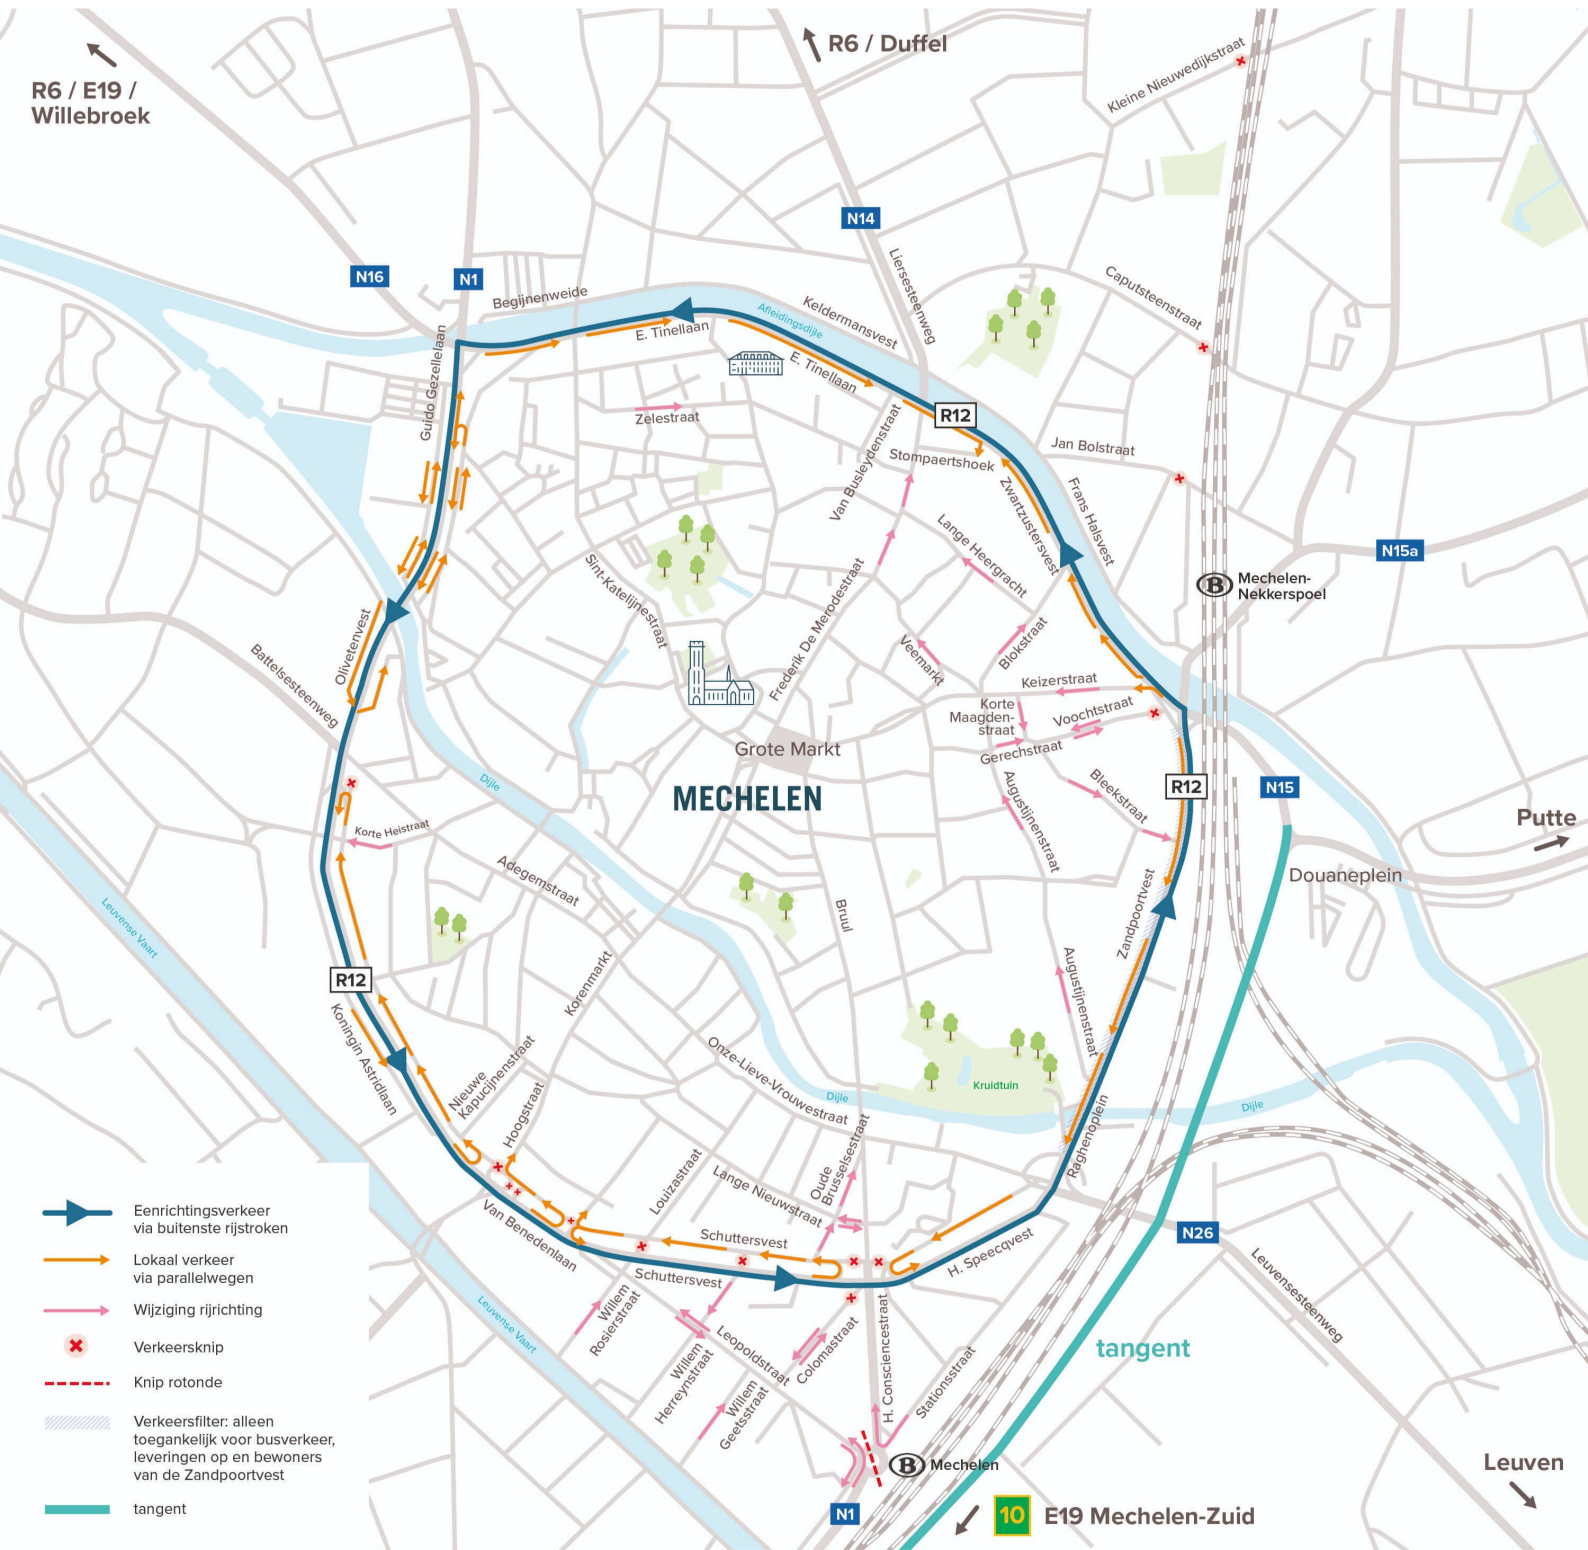 R6 / Duffel
Kleine Nieuwedijkstraat
R6 / E19 /
Willebroek
N14
N16
N1
Liersesteenweg
Caputsteenstraat
Begijnenweide
Keldermansvest
Afleidingsdijle
E. Tinellaan
Guido Gezellelaan
E. Tinellaan
Zelestraat
R12
Van Busleydenstraat
Jan Bolstraat
Stompaertshoek
Zwartzustersvest
Frans Halsvest
Lange Heergracht
N15a
B
Mechelen-
Nekkerspoel
Sint-Katelijnestraat
Frederik De Merodestraat
Olivetenvest
Battelsesteenweg
Veemarkt
Blokstraat
Keizerstraat
Korte
Maagden-
straat
Voochtstraat
Gerechtstraat
Grote Markt
Dijle
MECHELEN
Bleekstraat
R12
N15
Augustijnenstraat
Putte
Korte Heistraat
Douaneplein
Adegemstraat
Leuvense Vaart
Bruul
Zandpoortvest
Korenmarkt
R12
Augustijnenstraat
Koningin Astridlaan
Nieuwe
Kapucijnenstraat
Onze-Lieve-Vrouwestraat
Kruidtuin
Dijle
Dijle
Hoogstraat
Raghenoplein
Oude
Brusselsestraat
Louizastraat
Lange Nieuwstraat
Van Benedenlaan
Schuttersvest
N26
H. Speecqvest
Schuttersvest
Leuvensesteenweg
Leuvense Vaart
Willem
Rosierstraat
Leopoldstraat
Colomastraat
H. Consciencestraat
tangent
Willem
Herreynstraat
Willem
Geetsstraat
Stationsstraat
B
Mechelen
Leuven
N1
10
E19 Mechelen-Zuid
Eenrichtingsverkeer
via buitenste rijstroken
Lokaal verkeer
via parallelwegen
Wijziging rijrichting
Verkeersknip
Knip rotonde
Verkeersfilter: alleen
toegankelijk voor busverkeer,
leveringen op en bewoners
van de Zandpoortvest
tangent